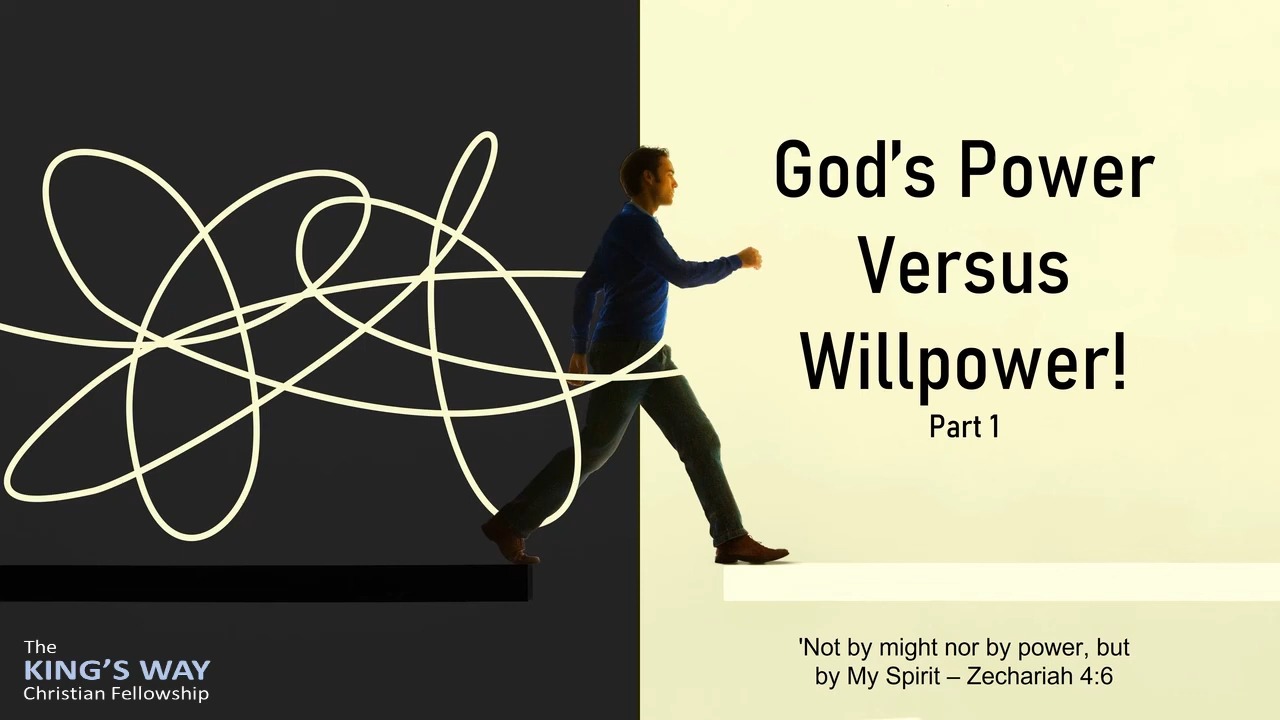 God’s Power
Versus
Willpower!
Part 1
'Not by might nor by power, but
by My Spirit – Zechariah 4:6
The
KING’S WAY
Christian Fellowship